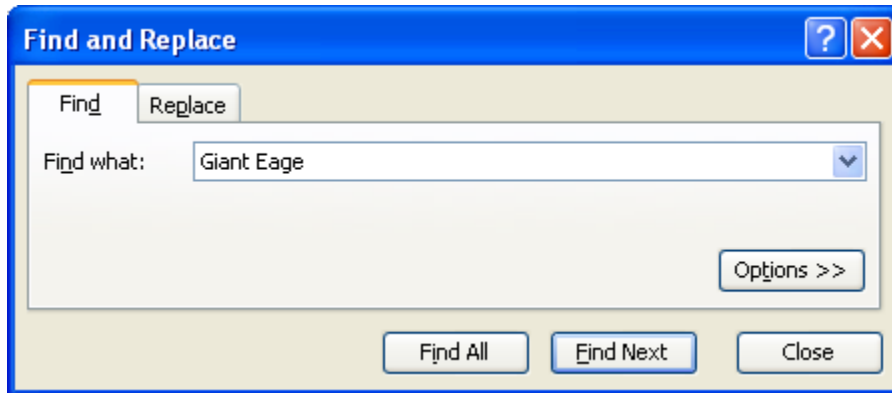 Find and Replace
Find Replace
Find what: Giant Eage
Options >>
Find All Find Next Close